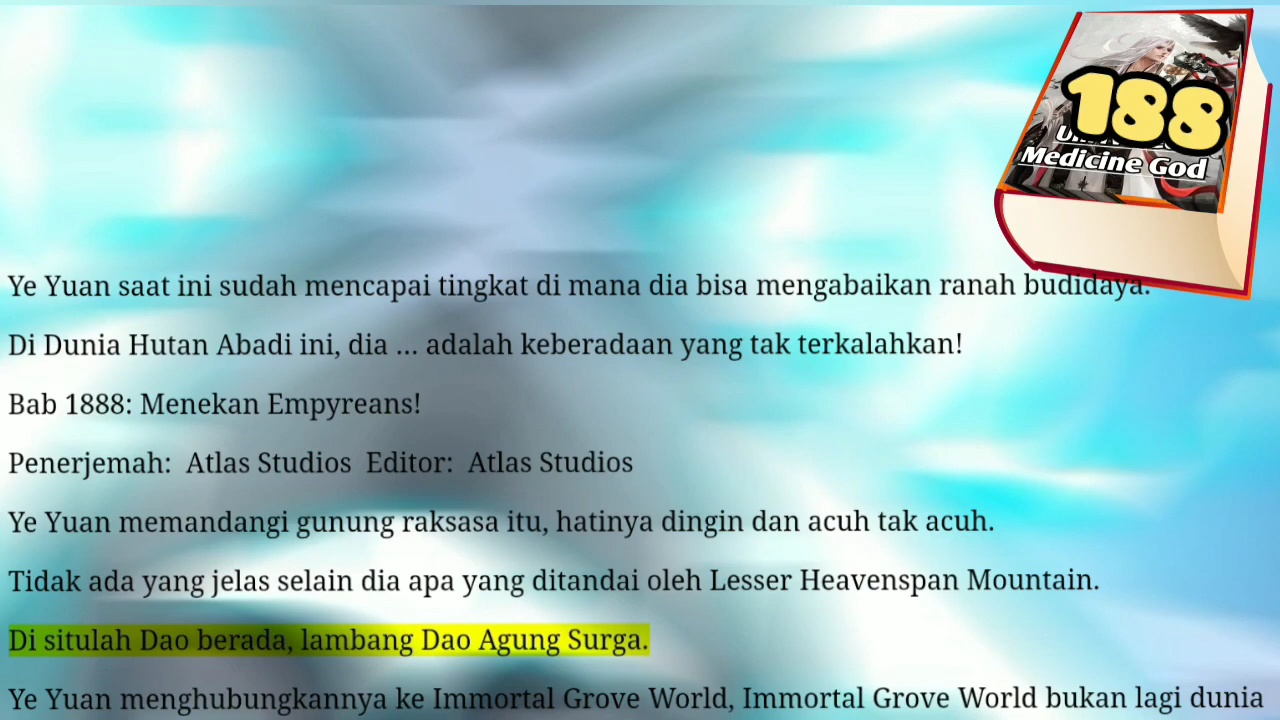 188
Medicine God
Ye Yuan saat ini sudah mencapai tingkat di mana dia bisa mengabaikan ranah budidaya.
Di Dunia Hutan Abadi ini, dia ... adalah keberadaan yang tak terkalahkan!
Bab 1888: Menekan Empyreans!
Penerjemah:  Atlas Studios  Editor:  Atlas Studios
Ye Yuan memandangi gunung raksasa itu, hatinya dingin dan acuh tak acuh.
Tidak ada yang jelas selain dia apa yang ditandai oleh Lesser Heavenspan Mountain.
Di situlah Dao berada, lambang Dao Agung Surga.
Ye Yuan menghubungkannya ke Immortal Grove World, Immortal Grove World bukan lagi dunia